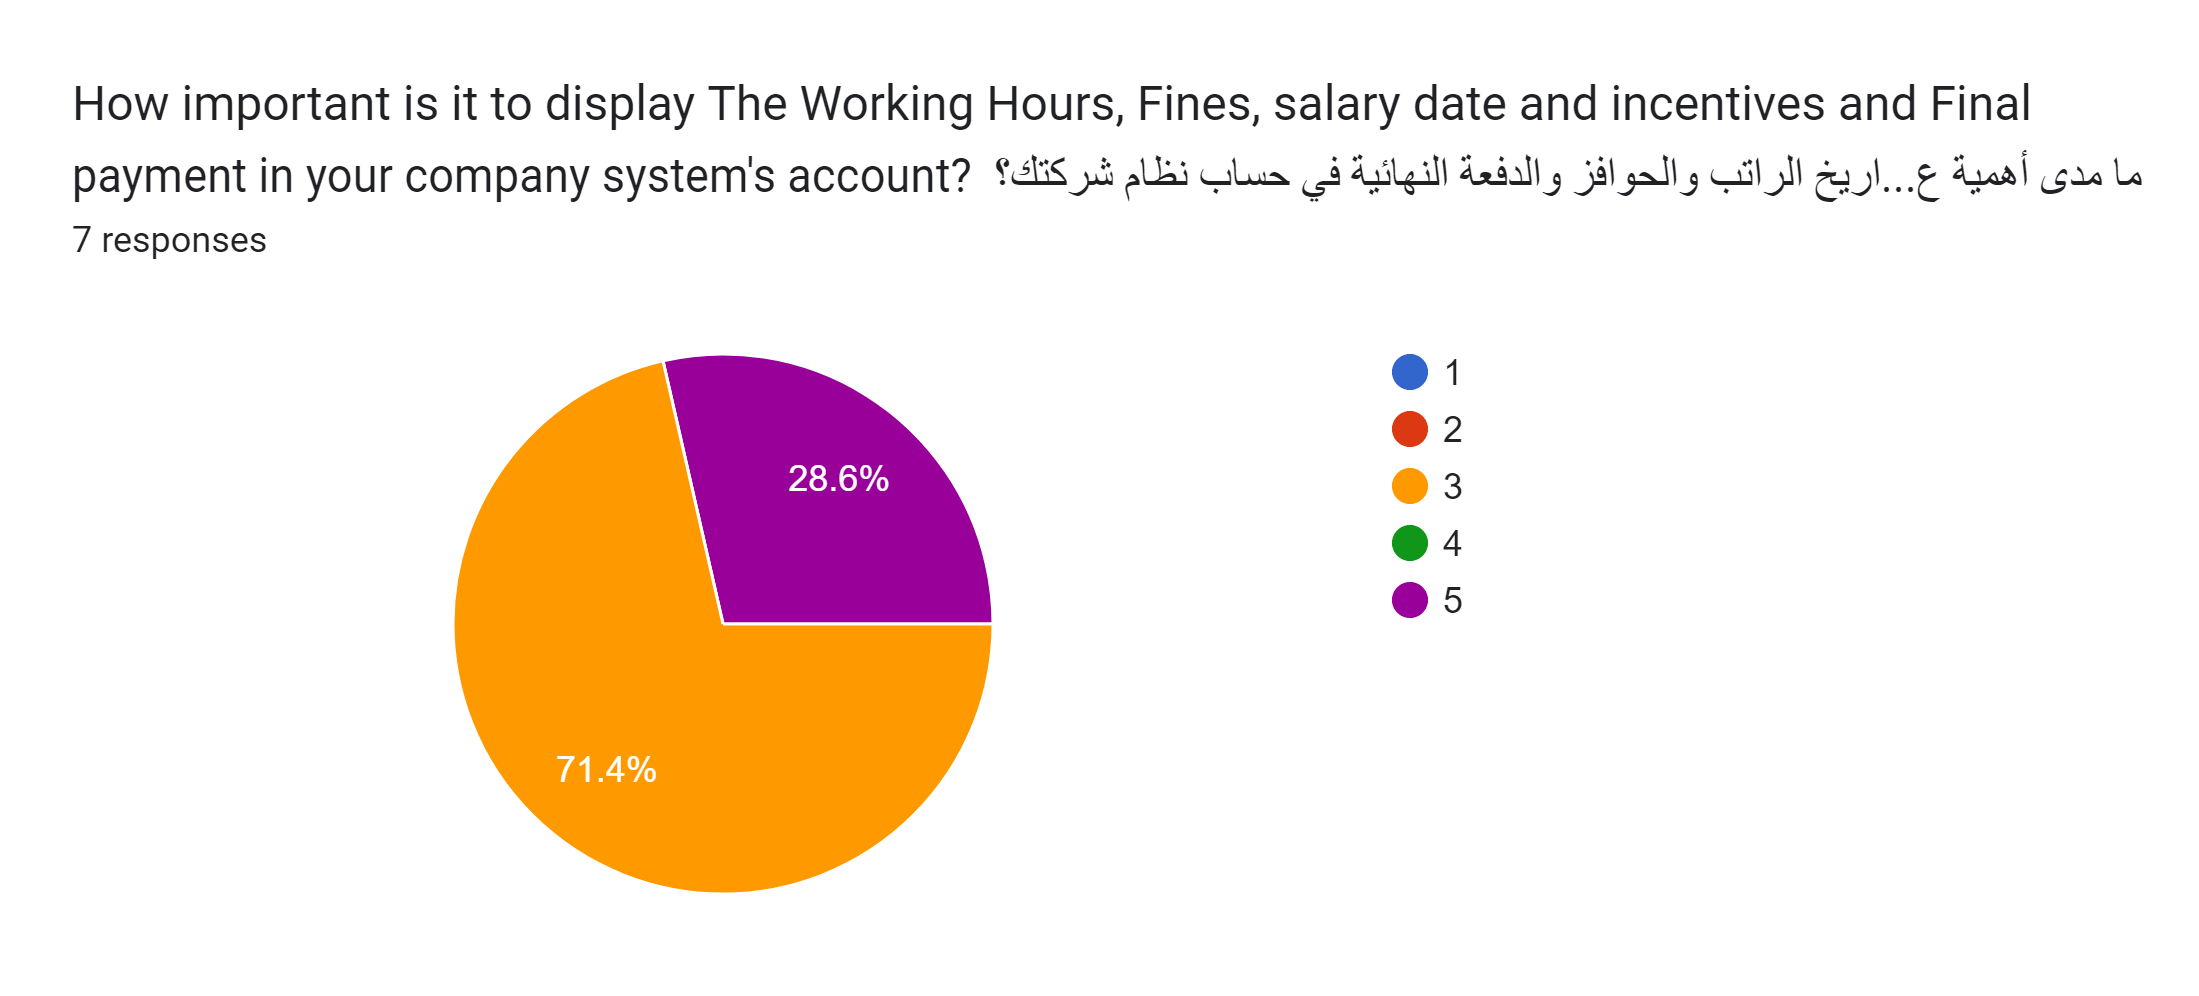 How important is it to display The Working Hours, Fines, salary date and incentives and Final
payment in your company system's account? ما مدى أهمية ع...اريخ الراتب والحوافز والدفعة النهائية في حساب نظام شركتك؟
7 responses
28.6%
71.4%
1
2
3
4
5